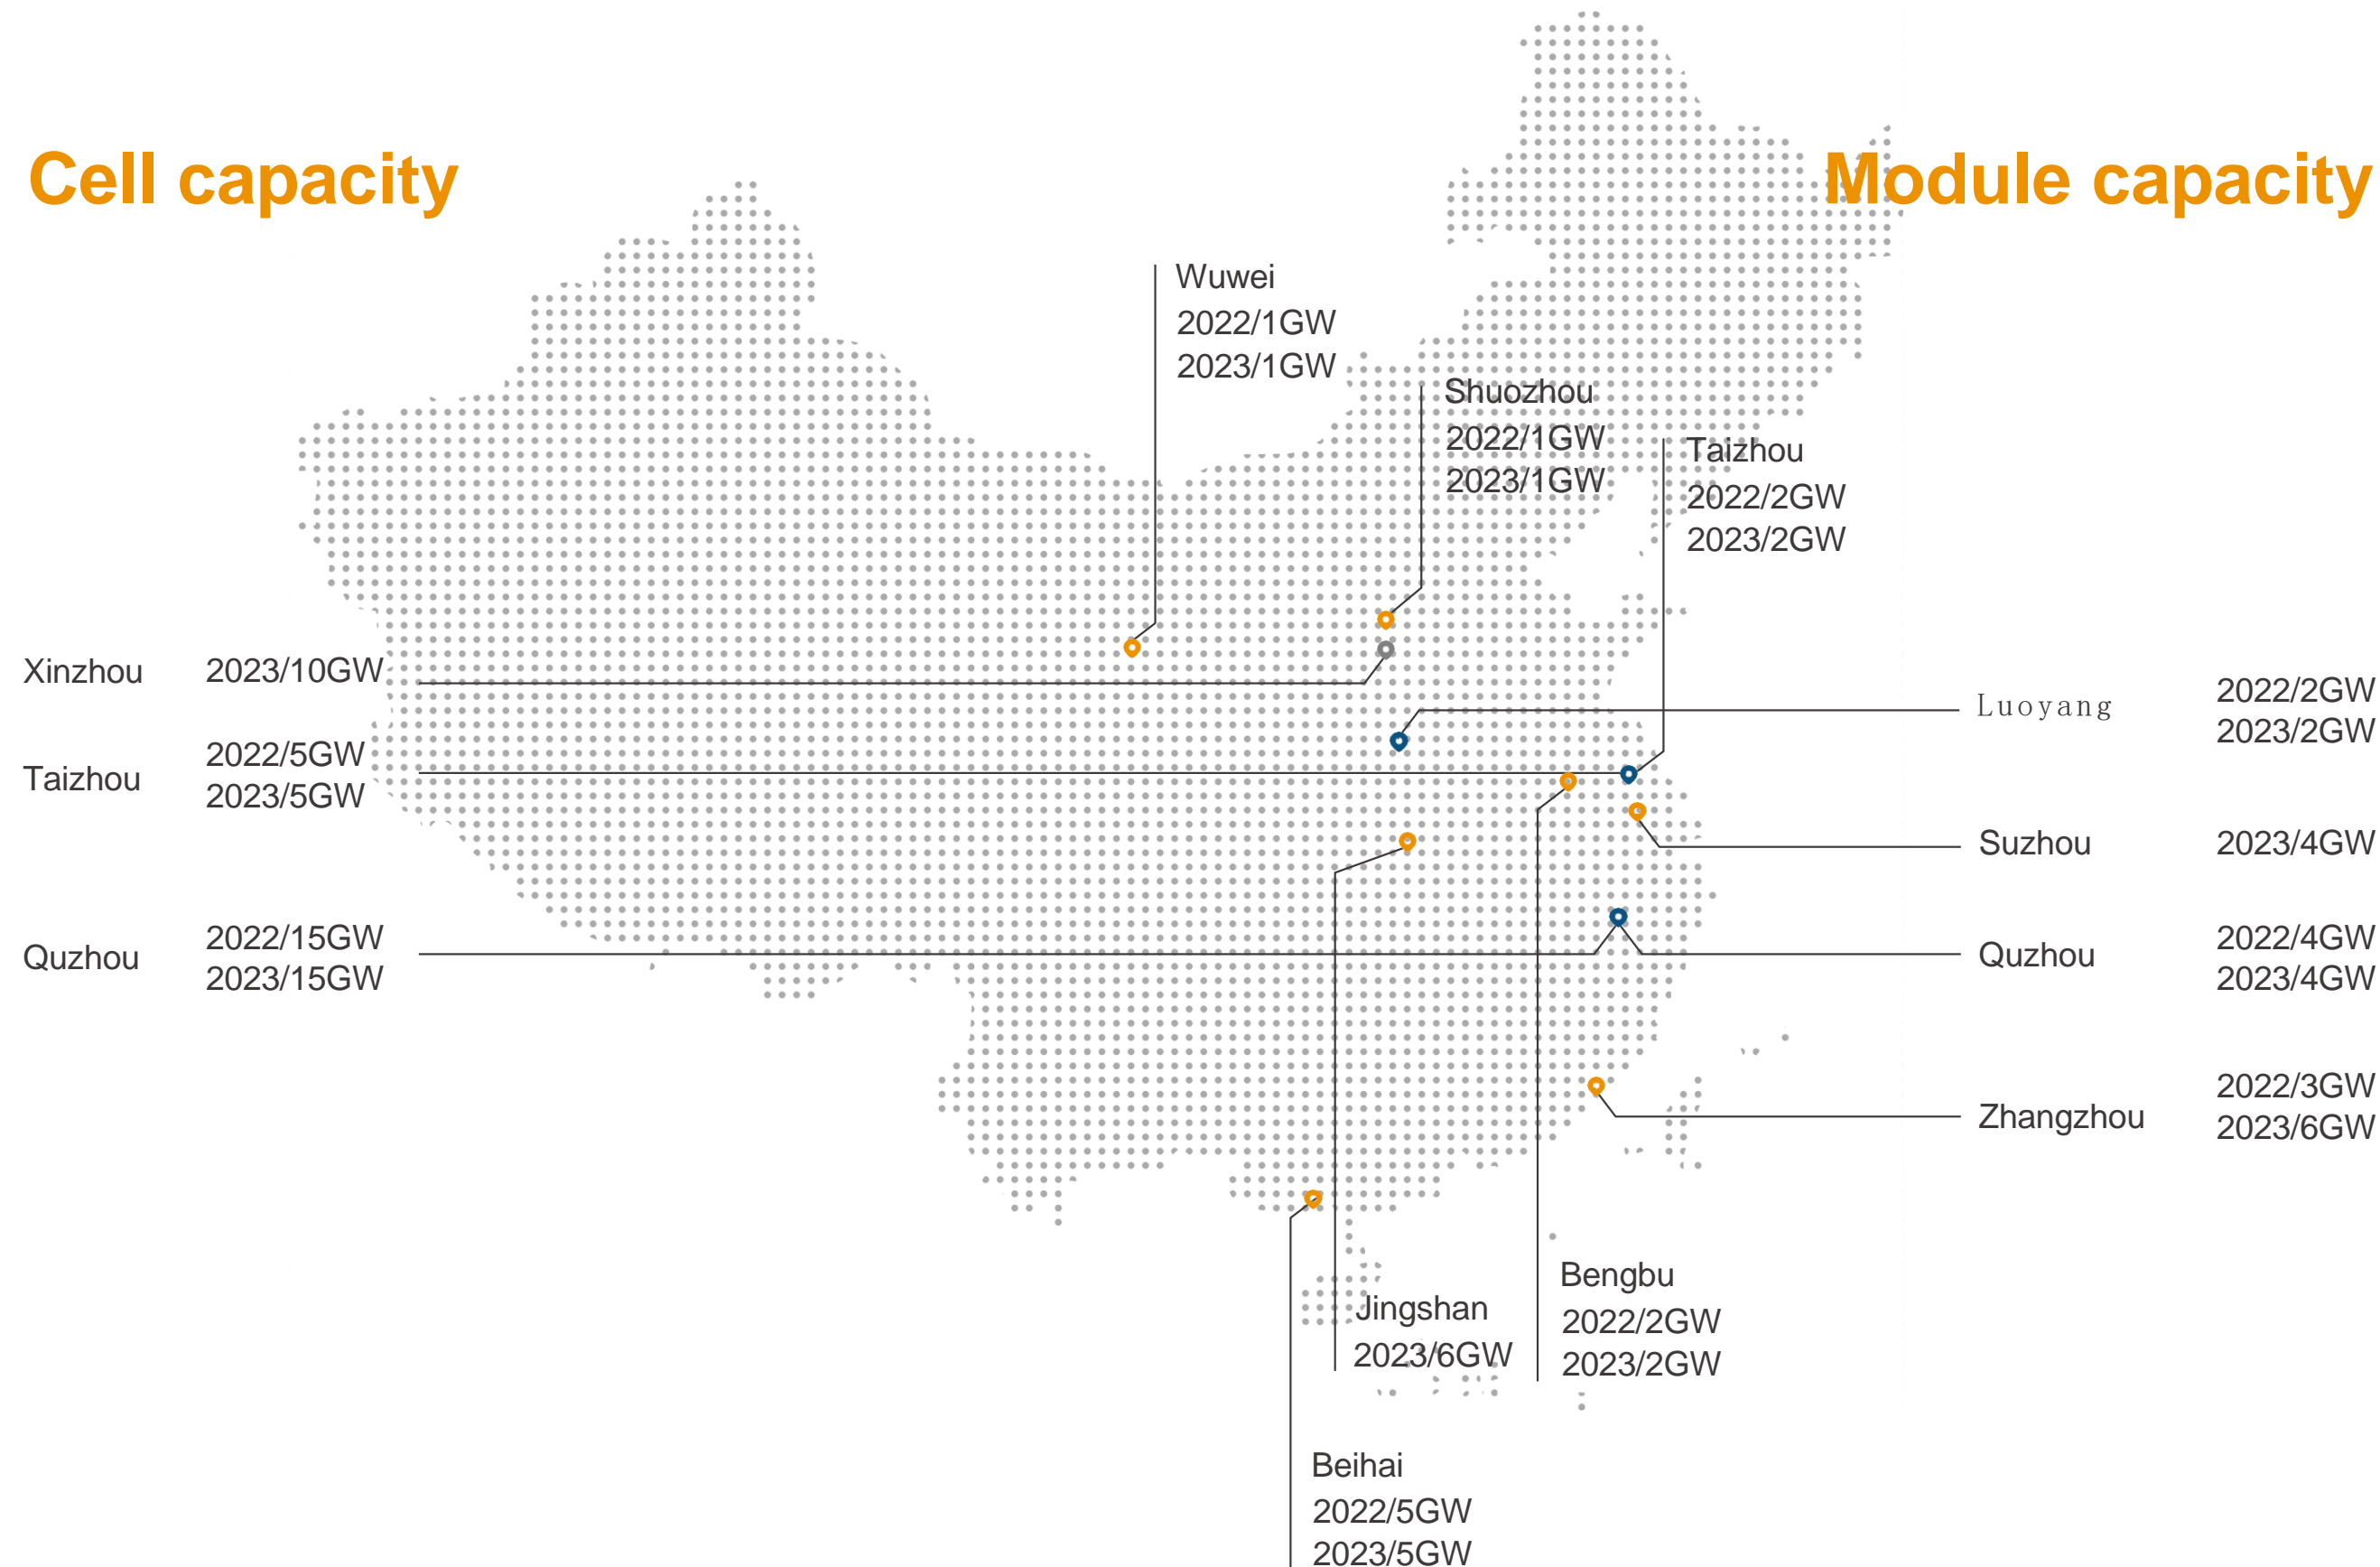 Cell capacity
Module capacity
Wuwei
2022/1GW
2023/1GW
Shuozhou
2022/1GW
2023/1GW
Taizhou
2022/2GW
2023/2GW
Xinzhou 2023/10GW
Taizhou
2022/5GW
2023/5GW
Quzhou
2022/15GW
2023/15GW
Luoyang
2022/2GW
2023/2GW
Suzhou 2023/4GW
Quzhou
2022/4GW
2023/4GW
Zhangzhou
2022/3GW
2023/6GW
Jingshan
2023/6GW
Bengbu
2022/2GW
2023/2GW
Beihai
2022/5GW
2023/5GW